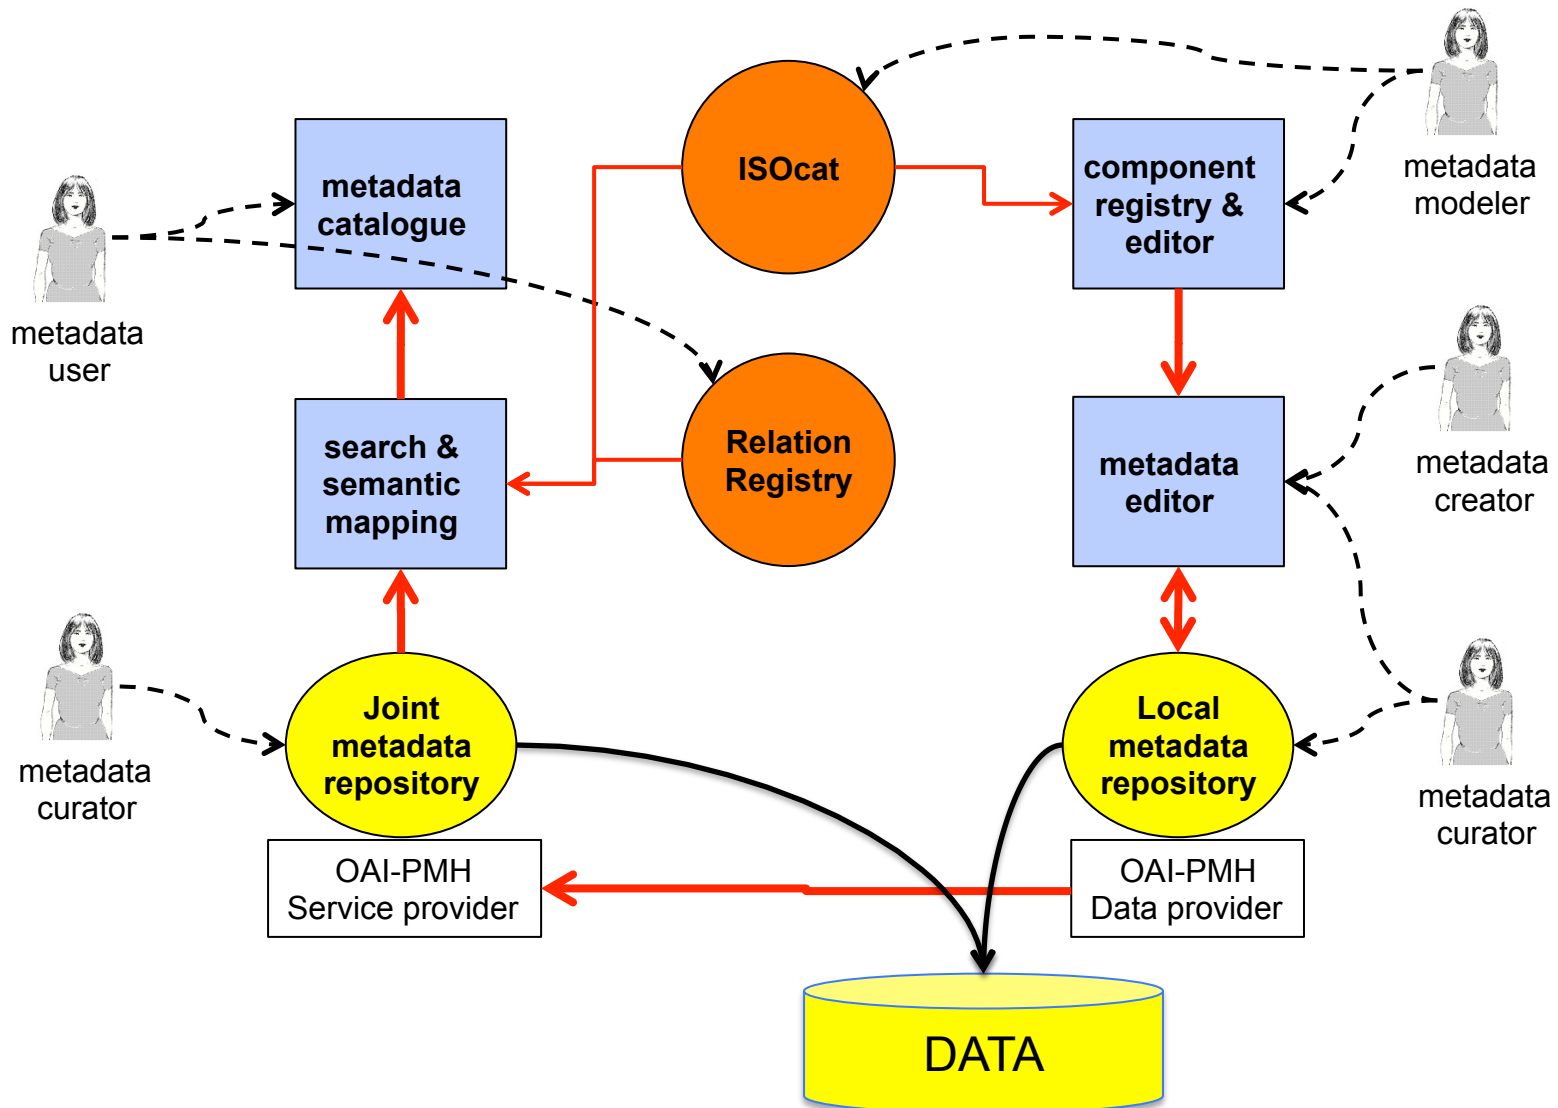 metadata
catalogue
ISOcat
component
registry &
editor
metadata
modeler
metadata
user
search &
semantic
mapping
Relation
Registry
metadata
editor
metadata
creator
metadata
curator
Joint
metadata
repository
Local
metadata
repository
metadata
curator
OAI-PMH
Service provider
OAI-PMH
Data provider
DATA